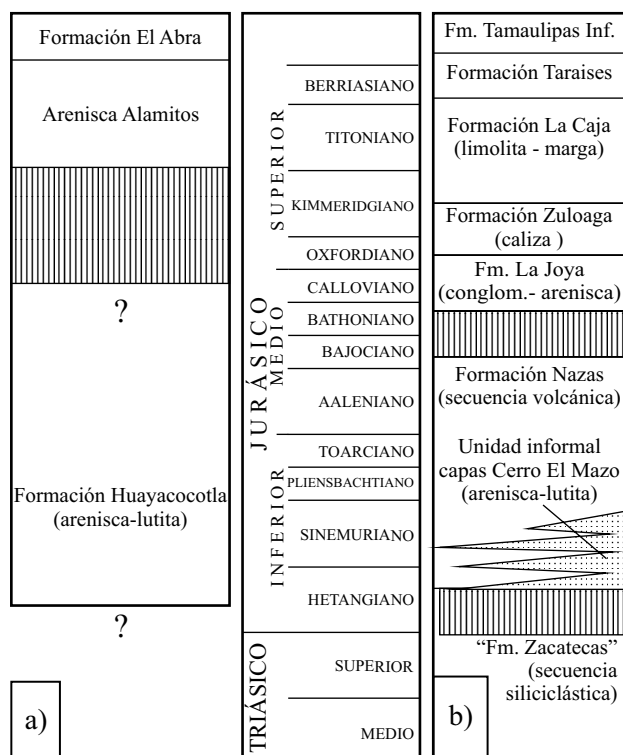 Formación El Abra
Arenisca Alamitos
?
Formación Huayacocotla
(arenisca-lutita)
?
a)
JURÁSICO
SUPERIOR
MEDIO
INFERIOR
TRIÁSICO
BERRIASIANO
TITONIANO
KIMMERIDGIANO
OXFORDIANO
CALLOVIANO
BATHONIANO
BAJOCIANO
AALENIANO
TOARCIANO
PLIENSBACHTIANO
SINEMURIANO
HETANGIANO
SUPERIOR
MEDIO
Fm. Tamaulipas Inf.
Formación Taraises
Formación La Caja
(limolita - marga)
Formación Zuloaga
(caliza )
Fm. La Joya
(conglom.- arenisca)
Formación Nazas
(secuencia volcánica)
Unidad informal
capas Cerro El Mazo
(arenisca-lutita)
“Fm. Zacatecas”
(secuencia
siliciclástica)
b)